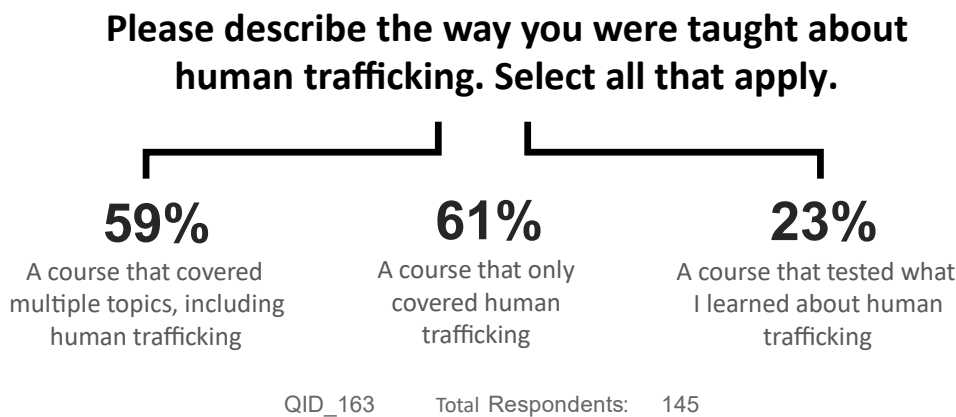 Please describe the way you were taught about
human trafficking. Select all that apply.
59%
A course that covered
multiple topics, including
human trafficking
61%
A course that only
covered human
trafficking
23%
A course that tested what
I learned about human
trafficking
QID_163 Total Respondents: 145